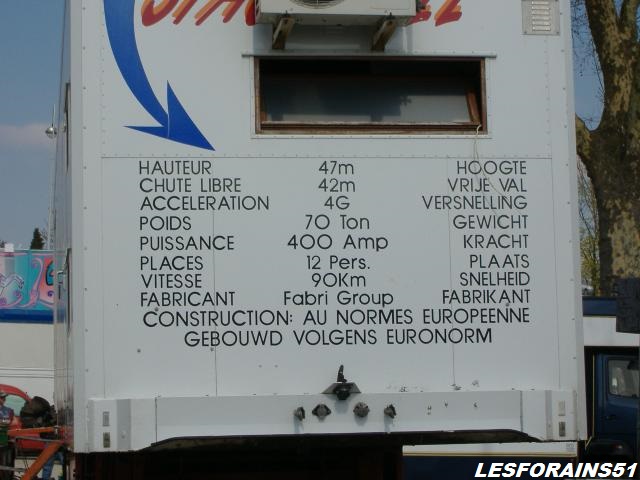 HAUTEUR 47m HOOGTE
CHUTE LIBRE 42m VRIJE VAL
ACCELERATION 4G VERSNELLING
POIDS 70 Ton GEWICHT
PUISSANCE 400 Amp KRACHT
PLACES 12 Pers. PLAATS
VITESSE 90Km SNELHEID
FABRICANT Fabri Group FABRIKANT
CONSTRUCTION: AU NORMES EUROPEENNE
GEBOUWD VOLGENS EURONORM
LESFORAINS51